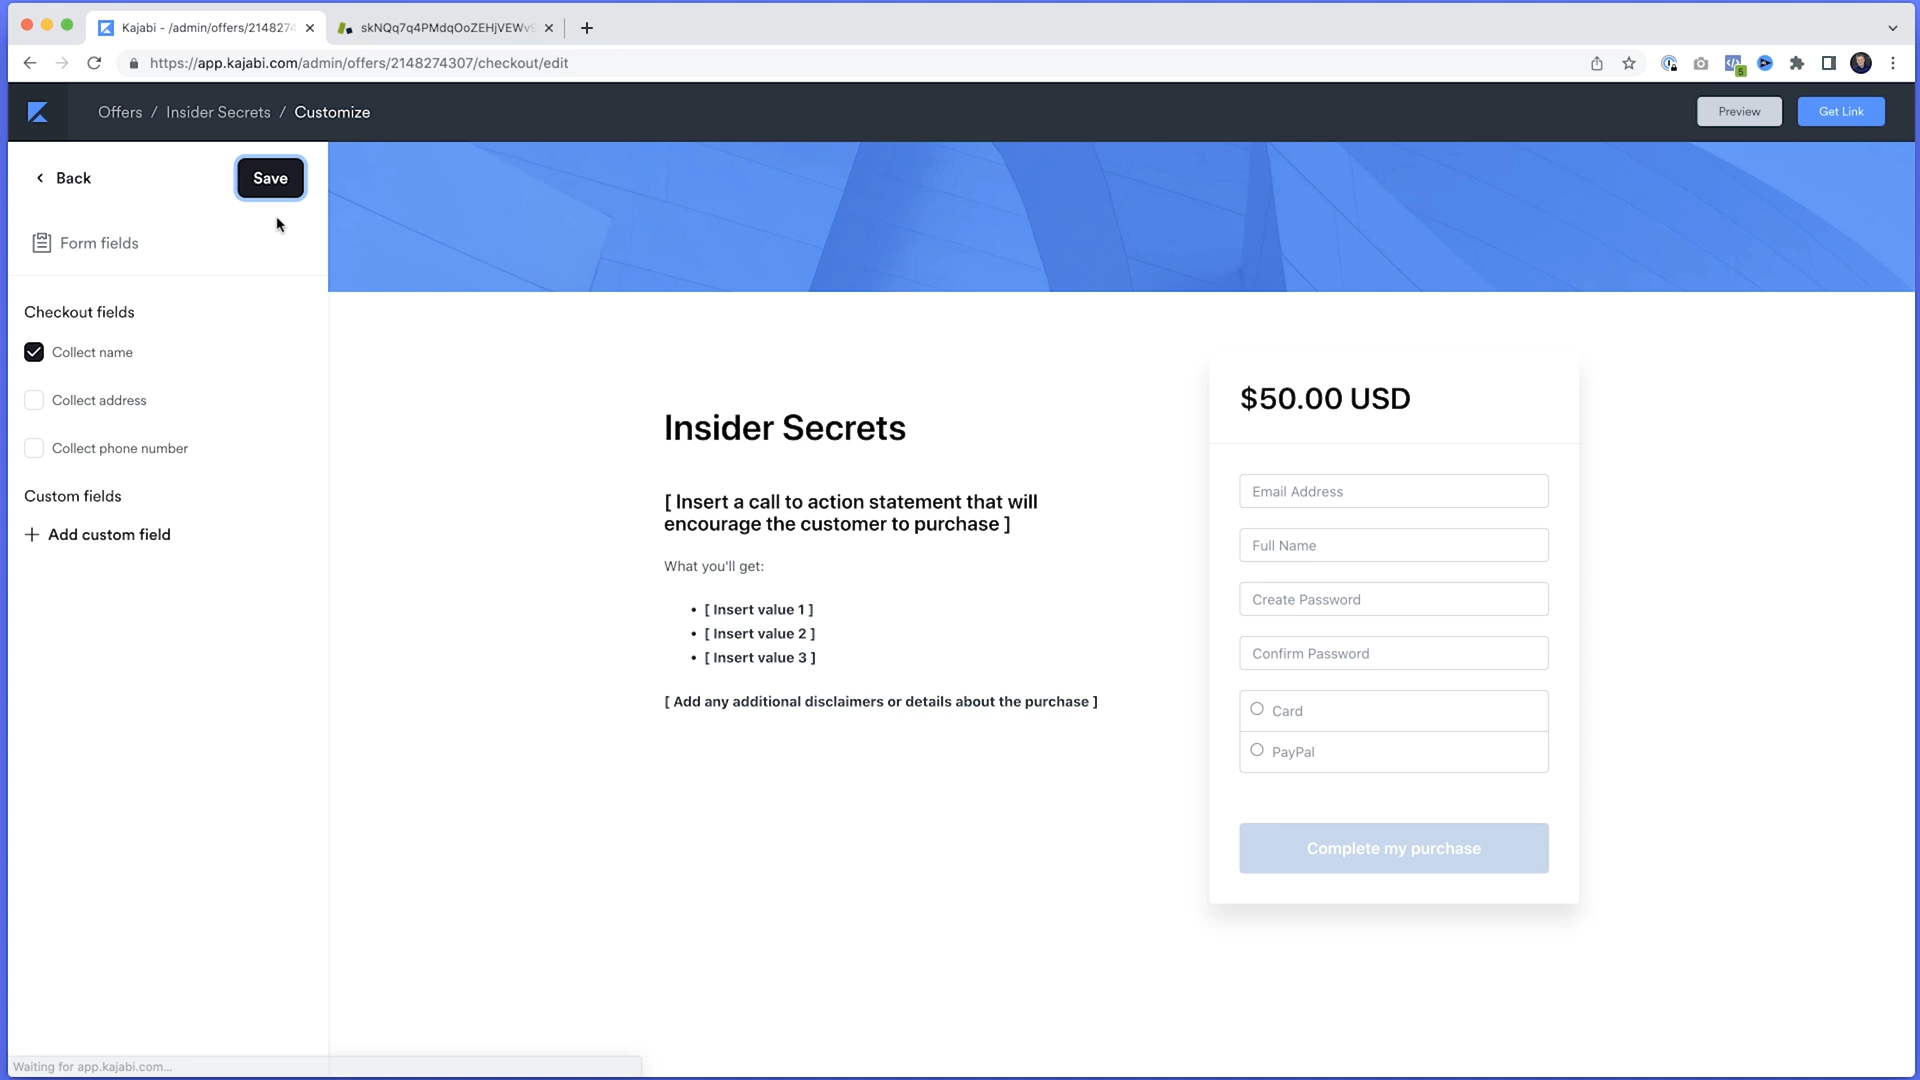 Kajabi - /admin/offers/214827
skNQq7q4PMdqOoZEHjVEWv
https://app.kajabi.com/admin/offers/2148274307/checkout/edit
5
Offers / Insider Secrets / Customize
Preview
Get Link
Back
Save
Form fields
Checkout fields
Collect name
Collect address
Collect phone number
Custom fields
+ Add custom field
Insider Secrets
[ Insert a call to action statement that will
encourage the customer to purchase ]
What you'll get:
• [ Insert value 1 ]
• [ Insert value 2 ]
• [ Insert value 3 ]
[ Add any additional disclaimers or details about the purchase ]
$50.00 USD
Email Address
Full Name
Create Password
Confirm Password
Card
PayPal
Complete my purchase
Waiting for app.kajabi.com...